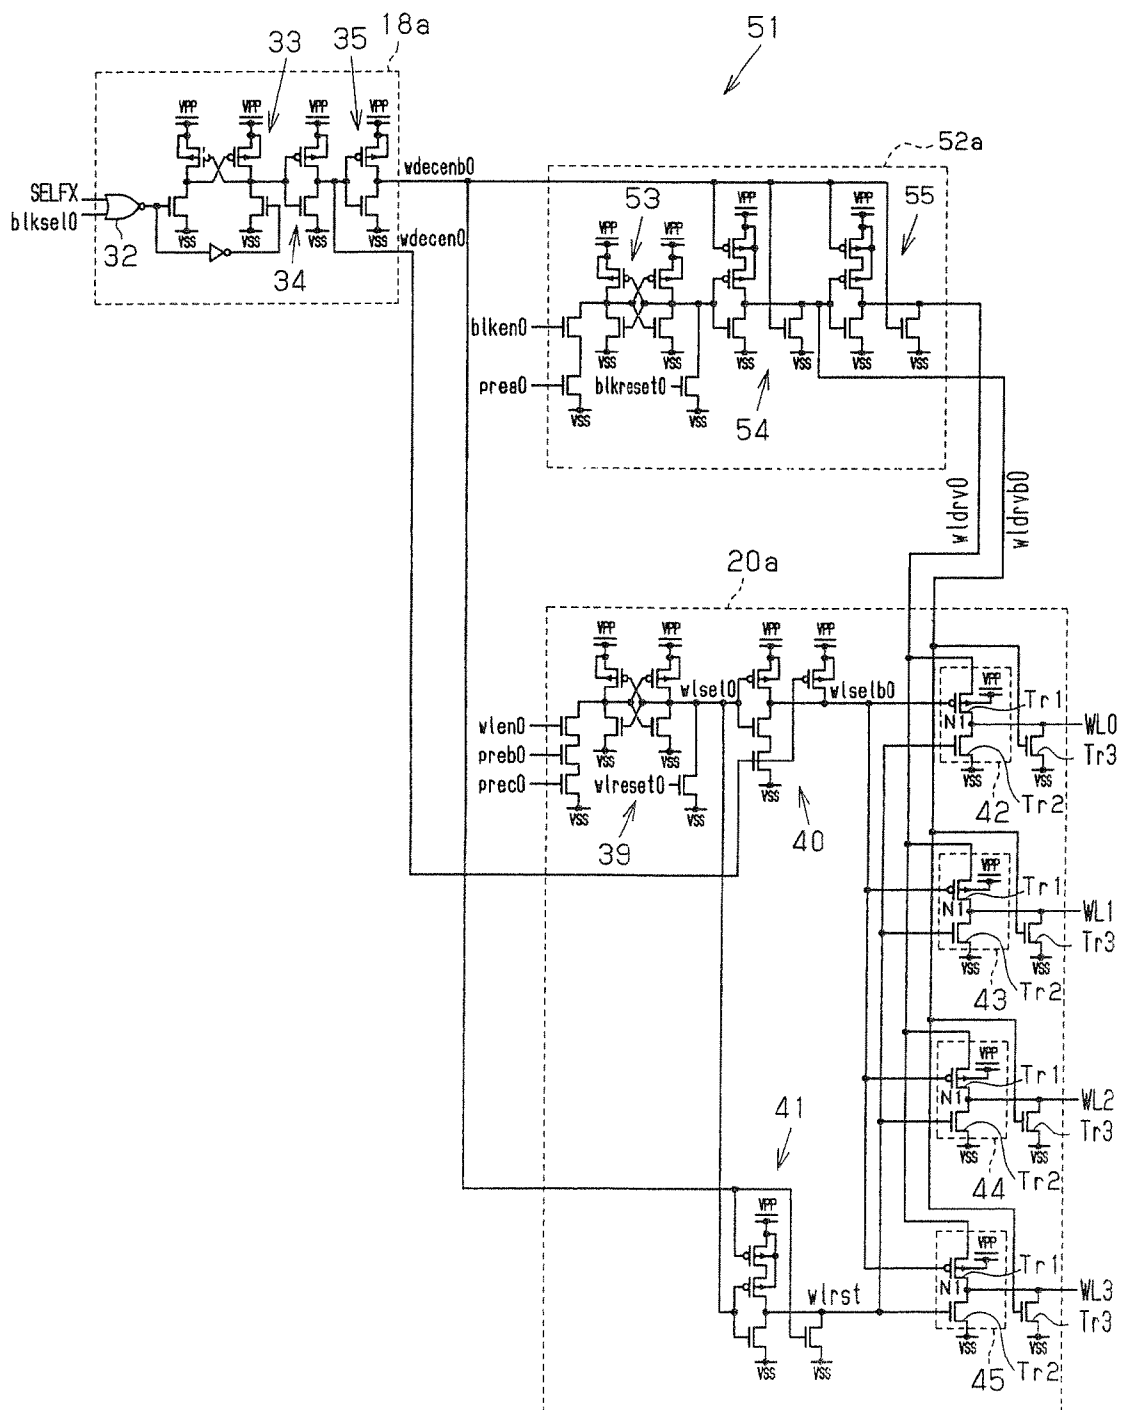 51
18a
33
35
VPP VPP VPP VPP
SELFX
blksel0
32
VSS VSS VSS VSS
34
wdecenb0
wdecen0
52a
53
55
VPP VPP
VPP VPP
blken0
prea0
blkreset0
VSS VSS VSS VSS VSS VSS
VSS VSS
54
wldrv0
wldrvb0
20a
VPP VPP VPP VPP
wlsel0
wlselb0
wlen0
preb0
prec0
wlreset0
VSS VSS
VSS VSS VSS
39
40
VPP
Tr1
N1
WL0
Tr3
VSS VSS
Tr2
42
VPP
Tr1
N1
WL1
Tr3
VSS VSS
Tr2
43
VPP
Tr1
N1
WL2
Tr3
VSS VSS
Tr2
44
41
VPP
wlrst
VSS VSS
VPP
Tr1
N1
WL3
Tr3
VSS VSS
Tr2
45